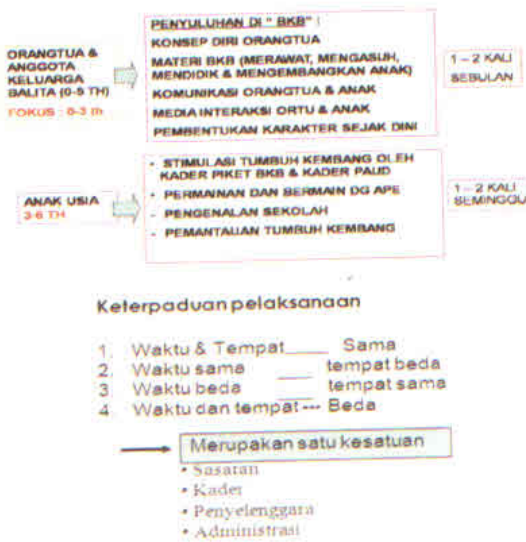 ORANGTUA &
ANGGOTA
KELUARGA
BALITA (0-5 TH)
FOKUS : 0-3 th
PENYULUHAN DI " BKB" :
KONSEP DIRI ORANGTUA
MATERI BKB (MERAWAT, MENGASUH,
MENDIDIK & MENGEMBANGKAN ANAK)
KOMUNIKASI ORANGTUA & ANAK
MEDIA INTERAKSI ORTU & ANAK
PEMBENTUKAN KARAKTER SEJAK DINI
1 – 2 KALI
SEBULAN
ANAK USIA
3-6 TH
• STIMULASI TUMBUH KEMBANG OLEH
KADER PIKET BKB & KADER PAUD
• PERMAINAN DAN BERMAIN DG APE
- PENGENALAN SEKOLAH
- PEMANTAUAN TUMBUH KEMBANG
1 – 2 KALI
SEMINGGU
Keterpaduan pelaksanaan
1. Waktu & Tempat____ Sama
2. Waktu sama ___ tempat beda
3. Waktu beda ___ tempat sama
4. Waktu dan tempat--- Beda
Merupakan satu kesatuan
• Sasaran
• Kader
• Penyelenggara
• Administrasi